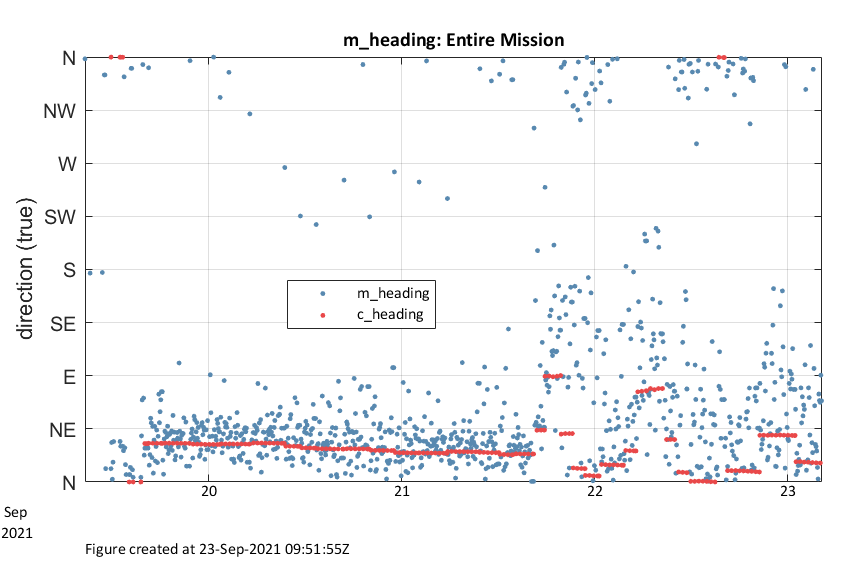 m_heading: Entire Mission
direction (true)
N
NW
W
SW
S
SE
E
NE
N
m_heading
c_heading
20
21
22
23
Sep
2021
Figure created at 23-Sep-2021 09:51:55Z